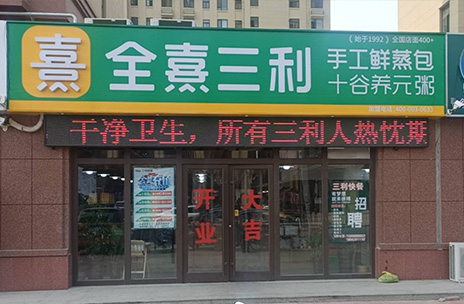 （始于1992）全国店面400+
熹
全熹三利
手工鲜蒸包
十谷养元粥
干净卫生，所有三利人热忱期
开业
大吉
三利快餐
招聘